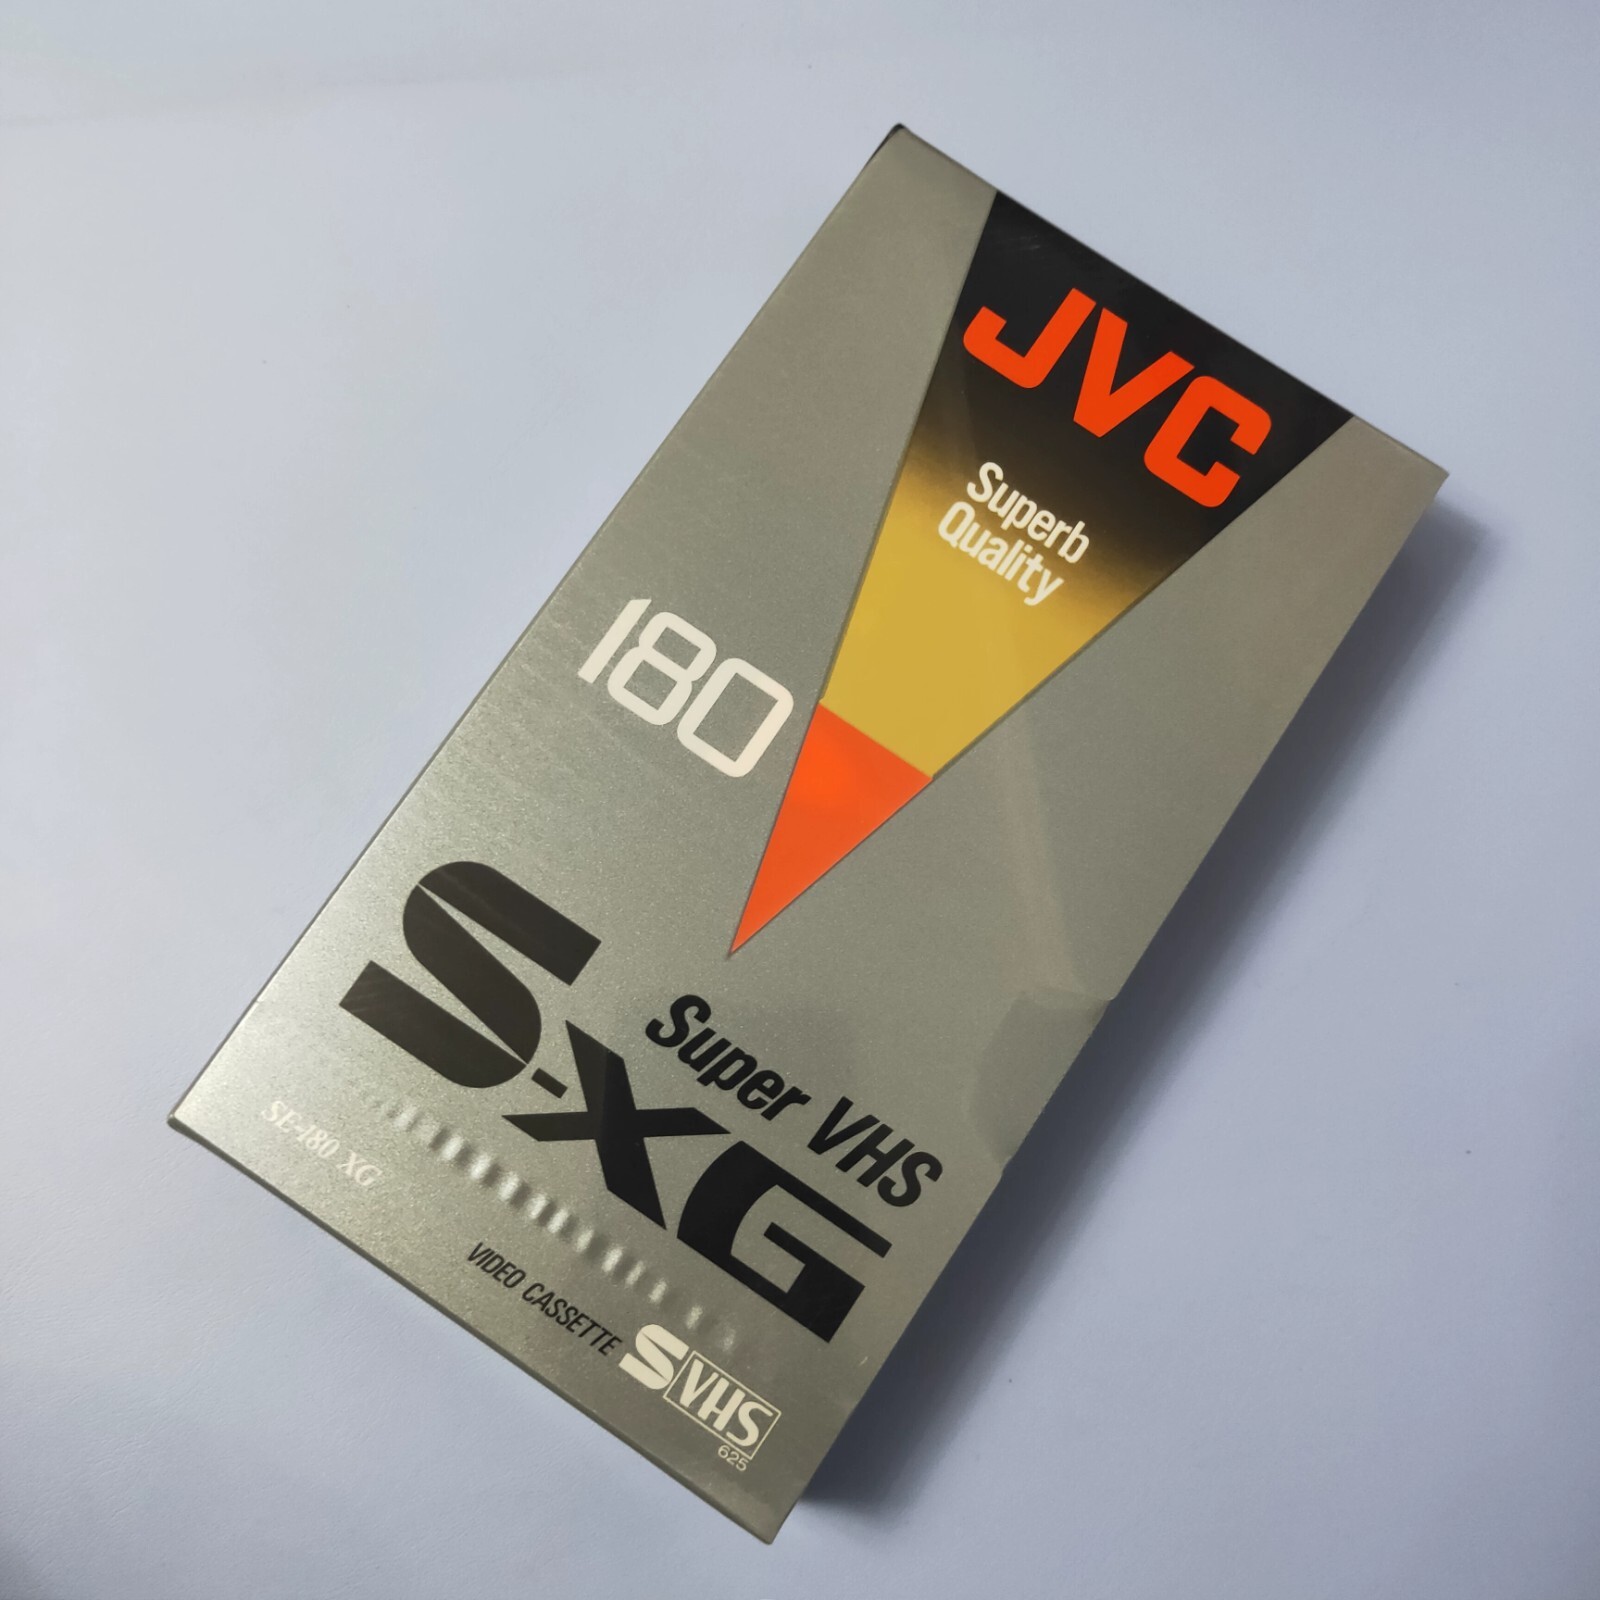 JVC
Superb
Quality
180
Super VHS
S-XG
SE-180 XG
VIDEO CASSETTE
S VHS
625